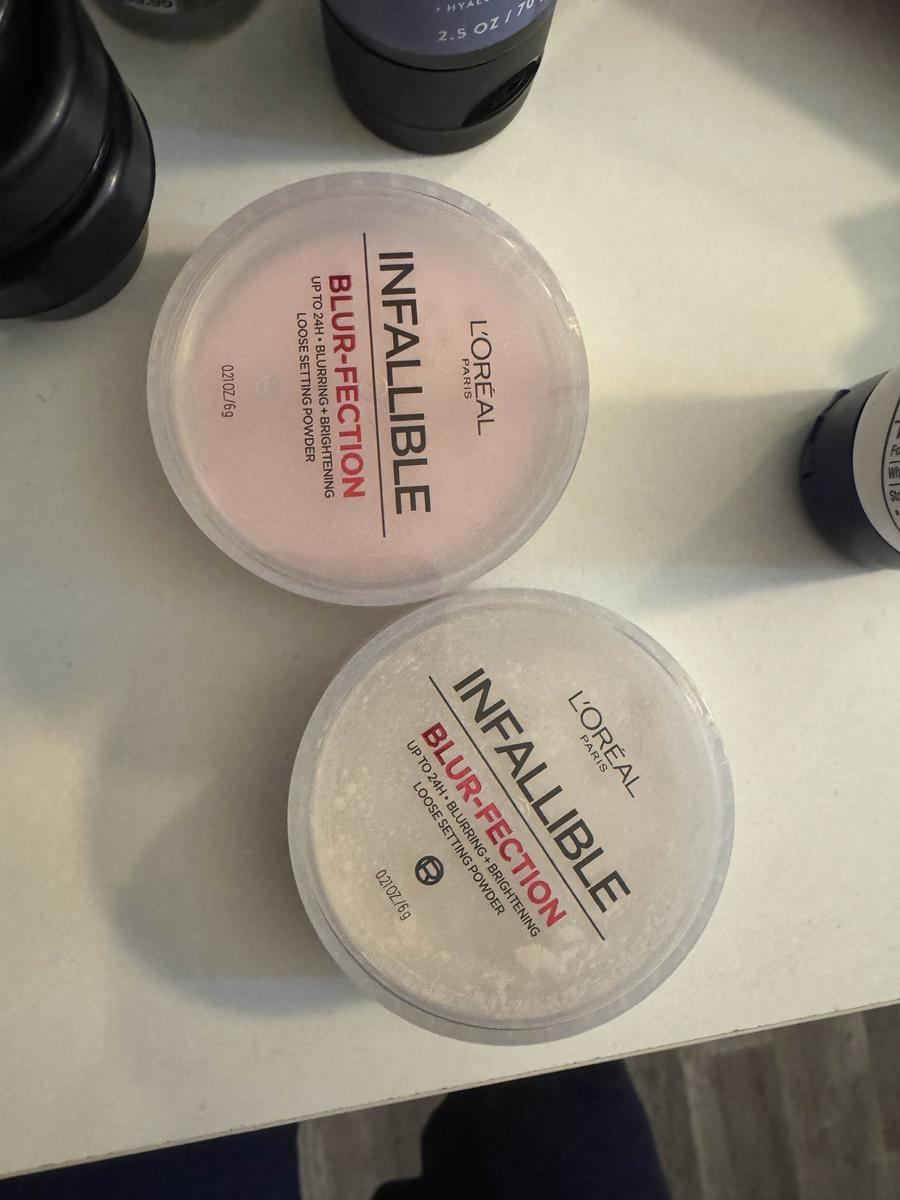 • HYAL
2.5 OZ / 70
L'ORÉAL
PARIS
INFALLIBLE
BLUR-FECTION
UP TO 24H • BLURRING + BRIGHTENING
LOOSE SETTING POWDER
0.21 OZ/6g
L'ORÉAL
PARIS
INFALLIBLE
BLUR-FECTION
UP TO 24H • BLURRING + BRIGHTENING
LOOSE SETTING POWDER
0.21 OZ/6g